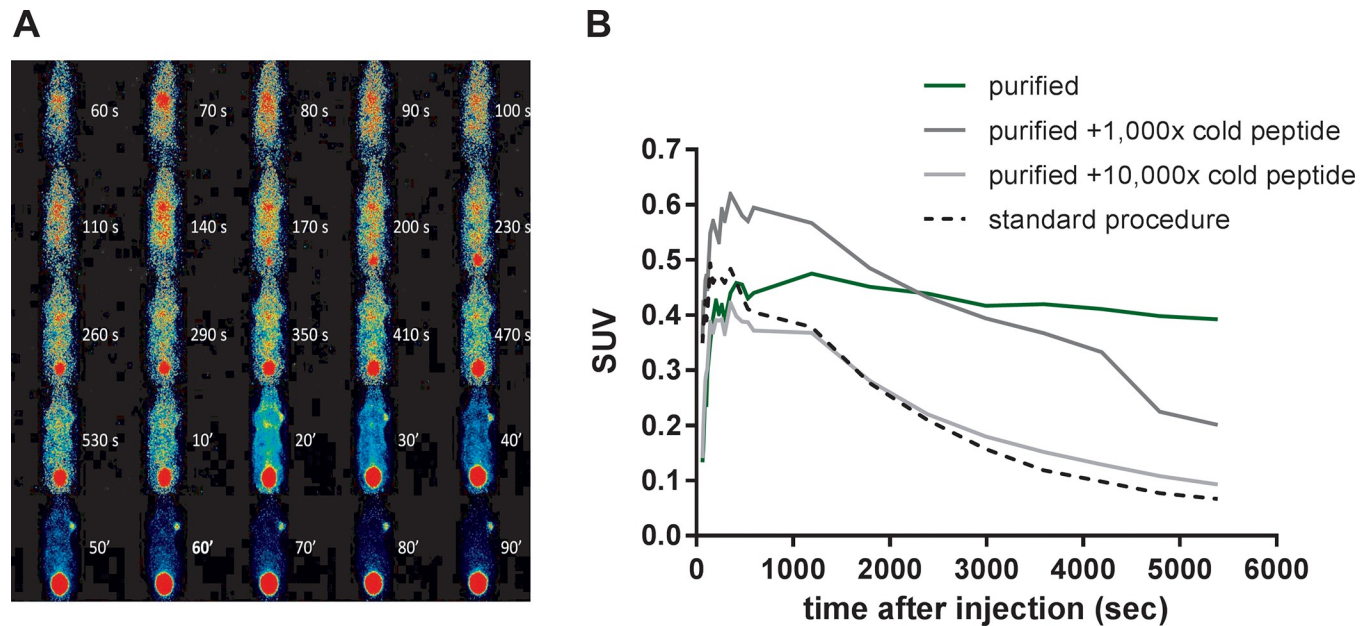 A
60 s 70 s 80 s 90 s 100 s
110 s 140 s 170 s 200 s 230 s
260 s 290 s 350 s 410 s 470 s
530 s 10′ 20′ 30′ 40′
50′ 60′ 70′ 80′ 90′
B
purified
purified +1,000x cold peptide
purified +10,000x cold peptide
standard procedure
SUV
0.7
0.6
0.5
0.4
0.3
0.2
0.1
0.0
0 1000 2000 3000 4000 5000 6000
time after injection (sec)